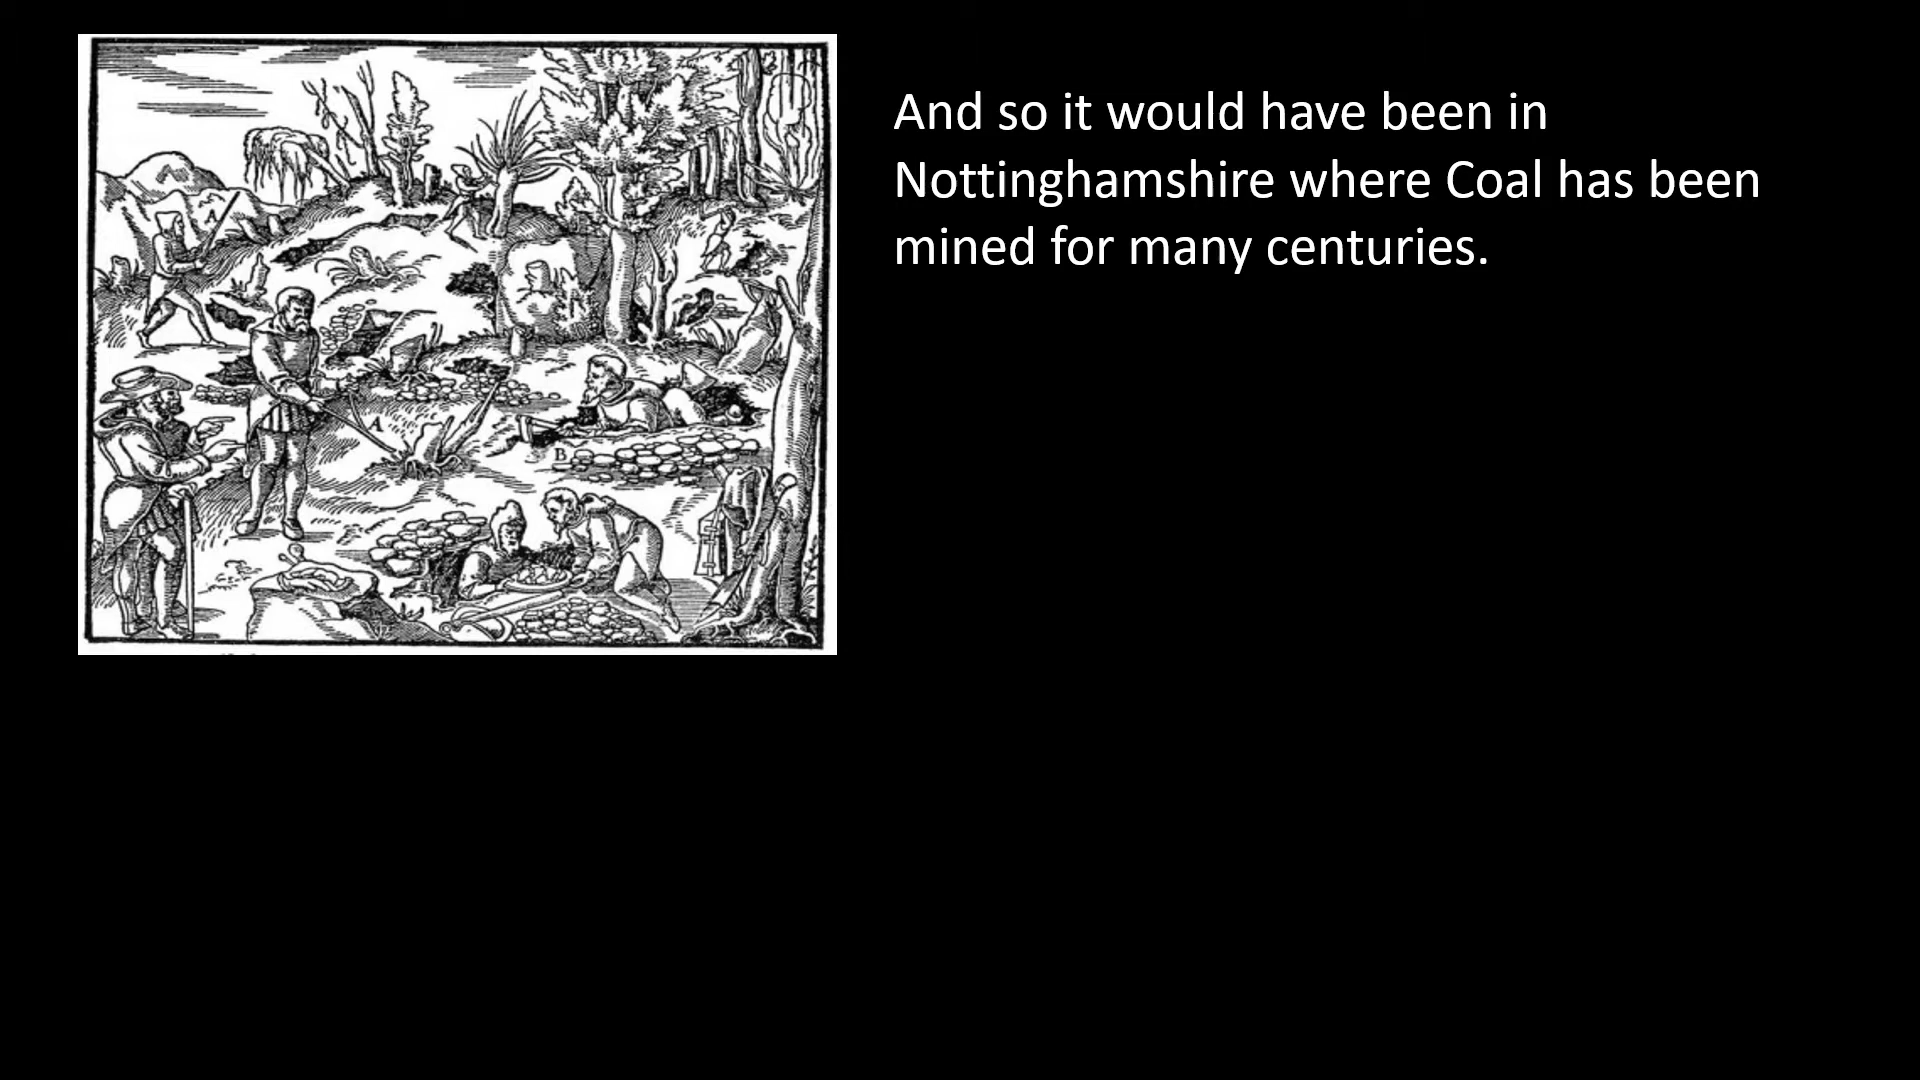 And so it would have been in
Nottinghamshire where Coal has been
mined for many centuries.
A
A
B